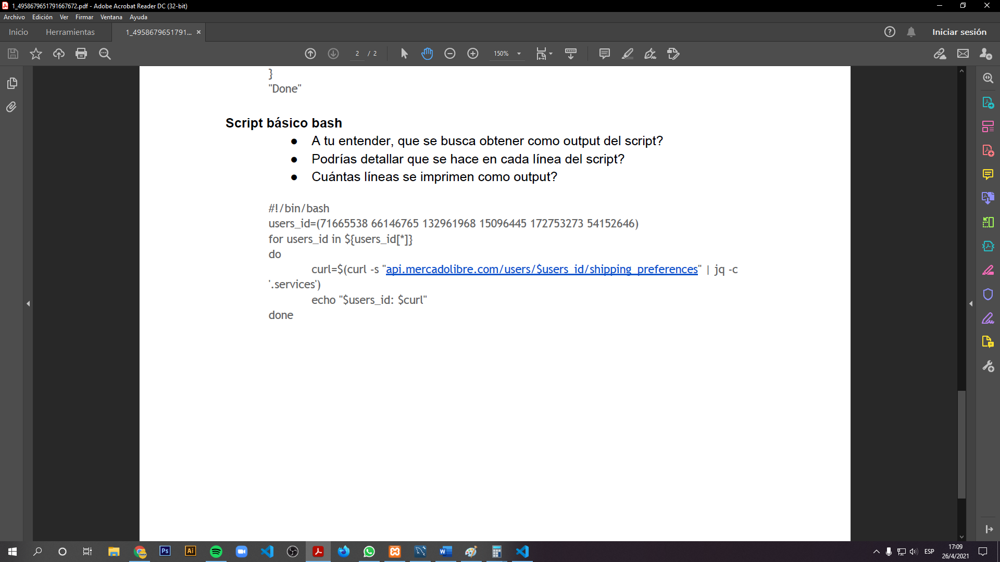 1_4958679651791667672.pdf - Adobe Acrobat Reader DC (32-bit)
Archivo Edición Ver Firmar Ventana Ayuda
Inicio Herramientas 1_4958679651791... × Iniciar sesión
2 / 2 150%
}
"Done"
Script básico bash
● A tu entender, que se busca obtener como output del script?
● Podrías detallar que se hace en cada línea del script?
● Cuántas líneas se imprimen como output?
#!/bin/bash
users_id=(71665538 66146765 132961968 15096445 172753273 54152646)
for users_id in ${users_id[*]}
do
curl=$(curl -s "api.mercadolibre.com/users/$users_id/shipping_preferences" | jq -c
'.services')
echo "$users_id: $curl"
done
Ps Ai W ESP 17:09
26/4/2021